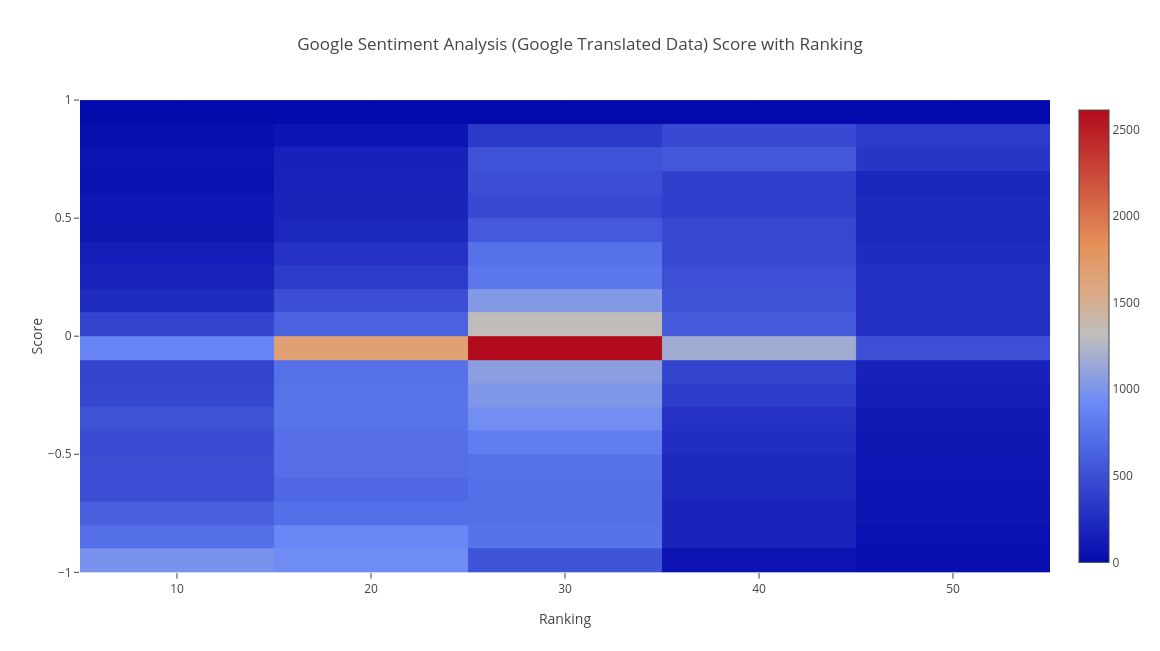 Google Sentiment Analysis (Google Translated Data) Score with Ranking
1
0.5
0
−0.5
−1
Score
10 20 30 40 50
Ranking
2500
2000
1500
1000
500
0